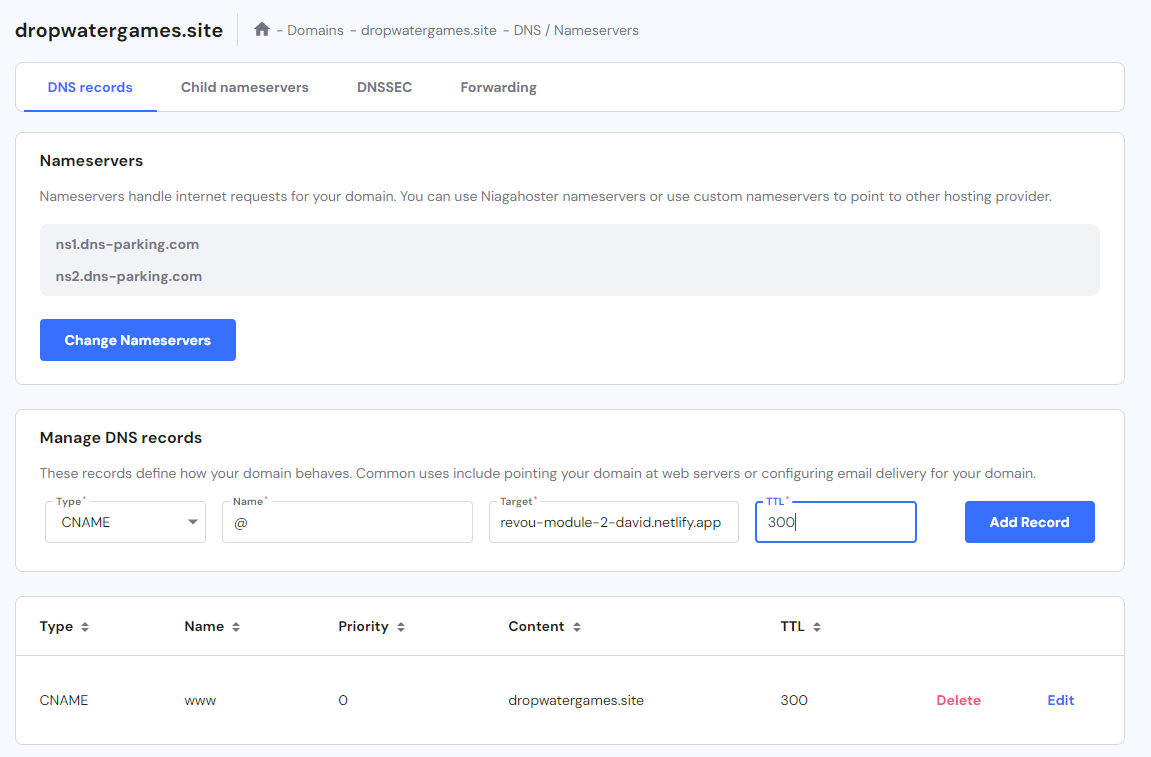 dropwatergames.site
- Domains - dropwatergames.site - DNS / Nameservers
DNS records Child nameservers DNSSEC Forwarding
Nameservers
Nameservers handle internet requests for your domain. You can use Niagahoster nameservers or use custom nameservers to point to other hosting provider.
ns1.dns-parking.com
ns2.dns-parking.com
Change Nameservers
Manage DNS records
These records define how your domain behaves. Common uses include pointing your domain at web servers or configuring email delivery for your domain.
Type* Name* Target* TTL*
CNAME @ revou-module-2-david.netlify.app 300 Add Record
Type Name Priority Content TTL
CNAME www 0 dropwatergames.site 300 Delete Edit